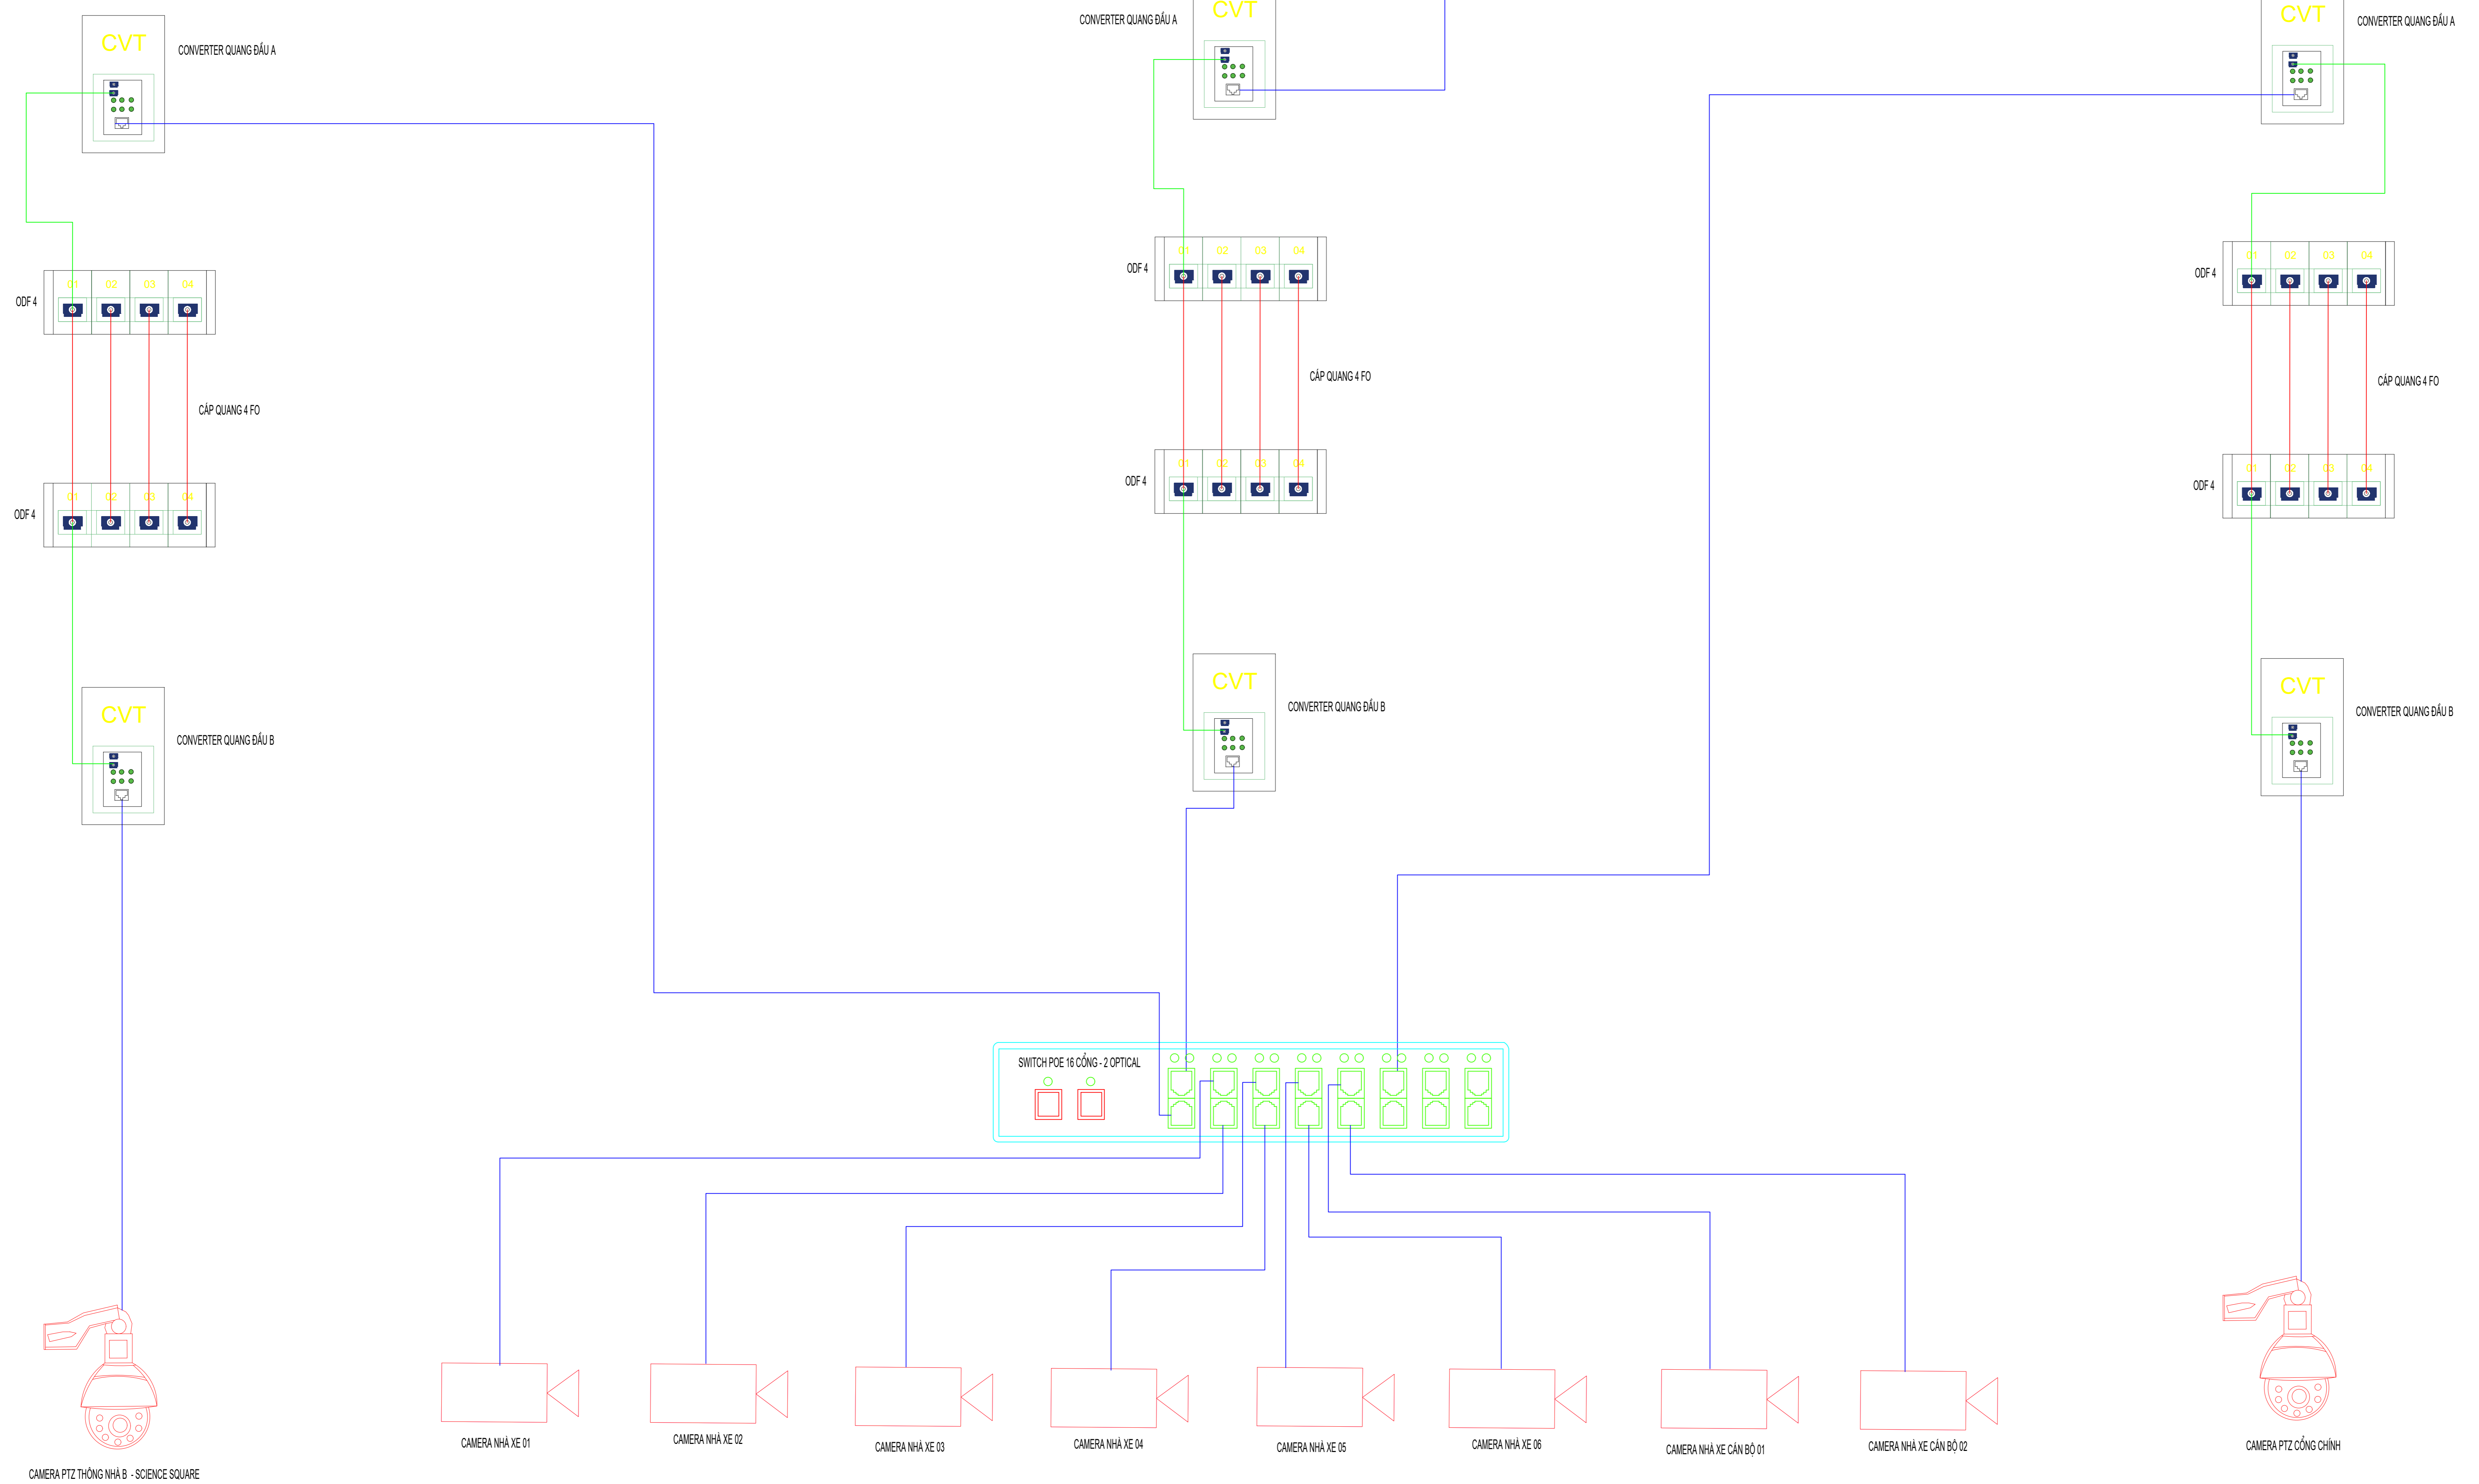 CVT
CONVERTER QUANG ĐẦU A
CONVERTER QUANG ĐẦU A
CVT
CVT
CONVERTER QUANG ĐẦU A
ODF 4
01 02 03 04
ODF 4
01 02 03 04
ODF 4
01 02 03 04
CÁP QUANG 4 FO
CÁP QUANG 4 FO
CÁP QUANG 4 FO
ODF 4
01 02 03 04
ODF 4
01 02 03 04
ODF 4
01 02 03 04
CVT
CONVERTER QUANG ĐẦU B
CVT
CONVERTER QUANG ĐẦU B
CVT
CONVERTER QUANG ĐẦU B
SWITCH POE 16 CỔNG - 2 OPTICAL
CAMERA PTZ THÔNG NHÀ B - SCIENCE SQUARE
CAMERA NHÀ XE 01
CAMERA NHÀ XE 02
CAMERA NHÀ XE 03
CAMERA NHÀ XE 04
CAMERA NHÀ XE 05
CAMERA NHÀ XE 06
CAMERA NHÀ XE CÁN BỘ 01
CAMERA NHÀ XE CÁN BỘ 02
CAMERA PTZ CỔNG CHÍNH